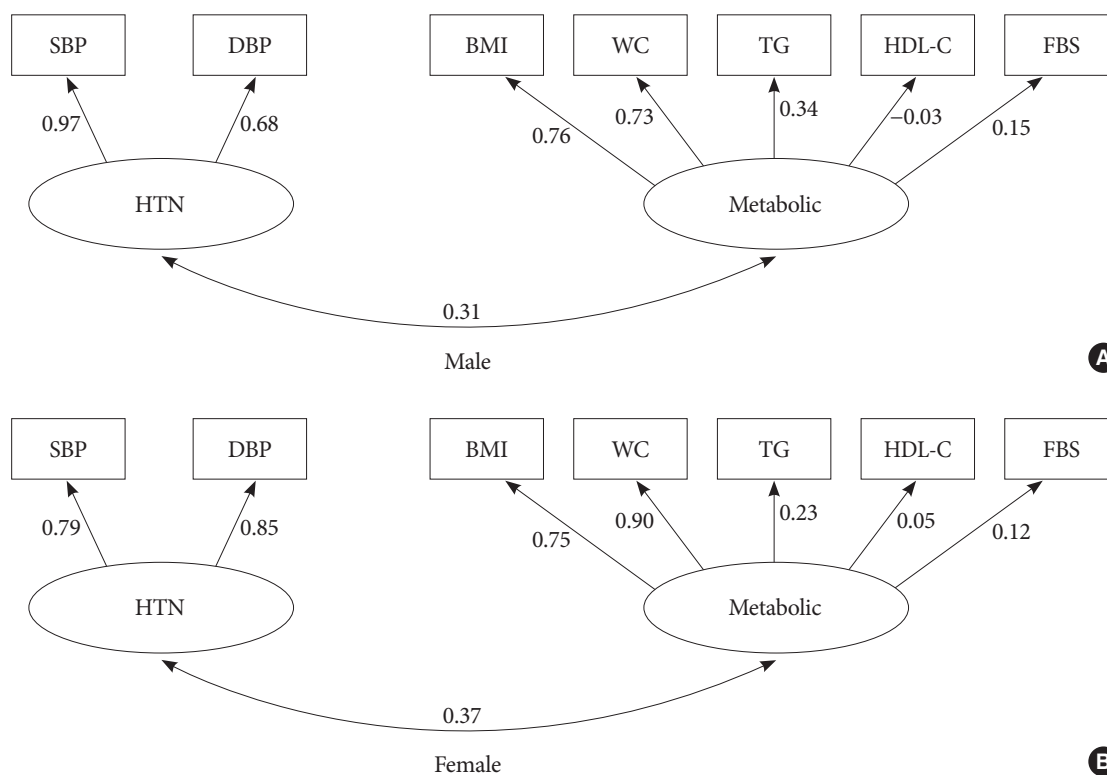 SBP DBP BMI WC TG HDL-C FBS
0.97 0.68 0.76 0.73 0.34 −0.03 0.15
HTN Metabolic
0.31
Male
A
SBP DBP BMI WC TG HDL-C FBS
0.79 0.85 0.75 0.90 0.23 0.05 0.12
HTN Metabolic
0.37
Female
B